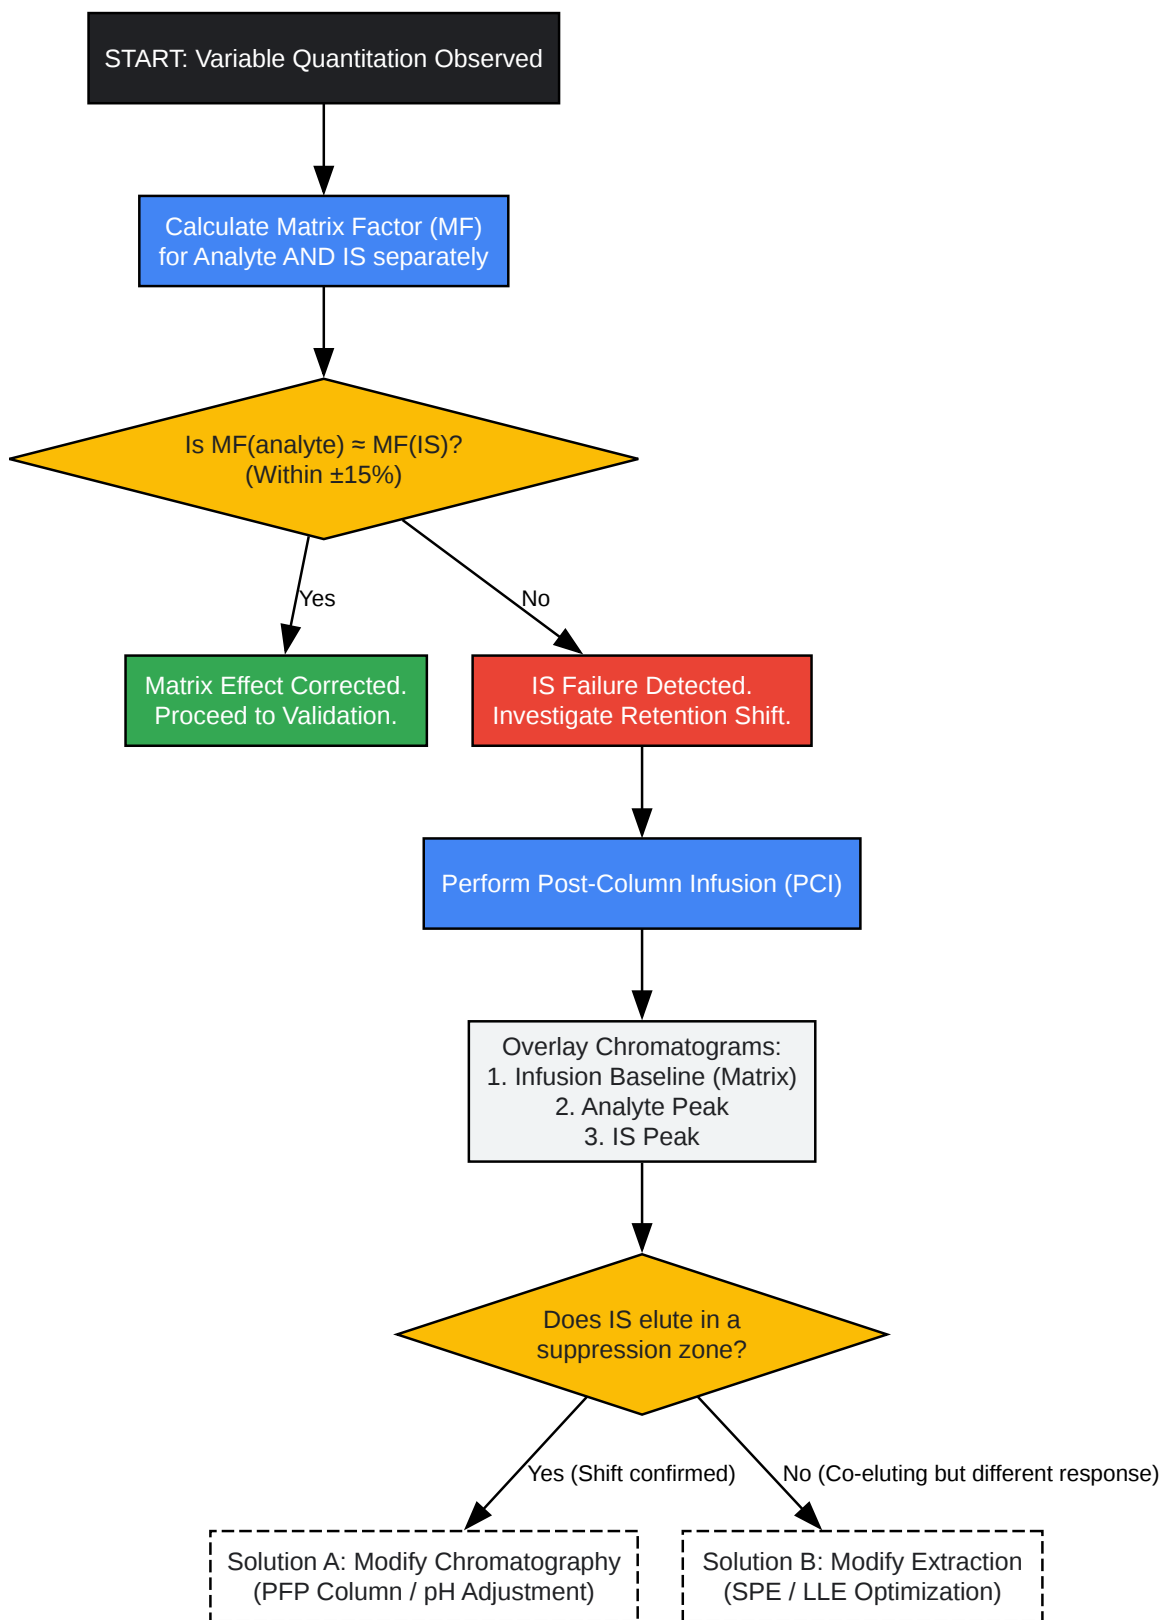 START: Variable Quantitation Observed
Calculate Matrix Factor (MF)
for Analyte AND IS separately
Is MF(analyte) ≈ MF(IS)?
(Within ±15%)
Yes
No
Matrix Effect Corrected.
Proceed to Validation.
IS Failure Detected.
Investigate Retention Shift.
Perform Post-Column Infusion (PCI)
Overlay Chromatograms:
1. Infusion Baseline (Matrix)
2. Analyte Peak
3. IS Peak
Does IS elute in a
suppression zone?
Yes (Shift confirmed)
No (Co-eluting but different response)
Solution A: Modify Chromatography
(PFP Column / pH Adjustment)
Solution B: Modify Extraction
(SPE / LLE Optimization)